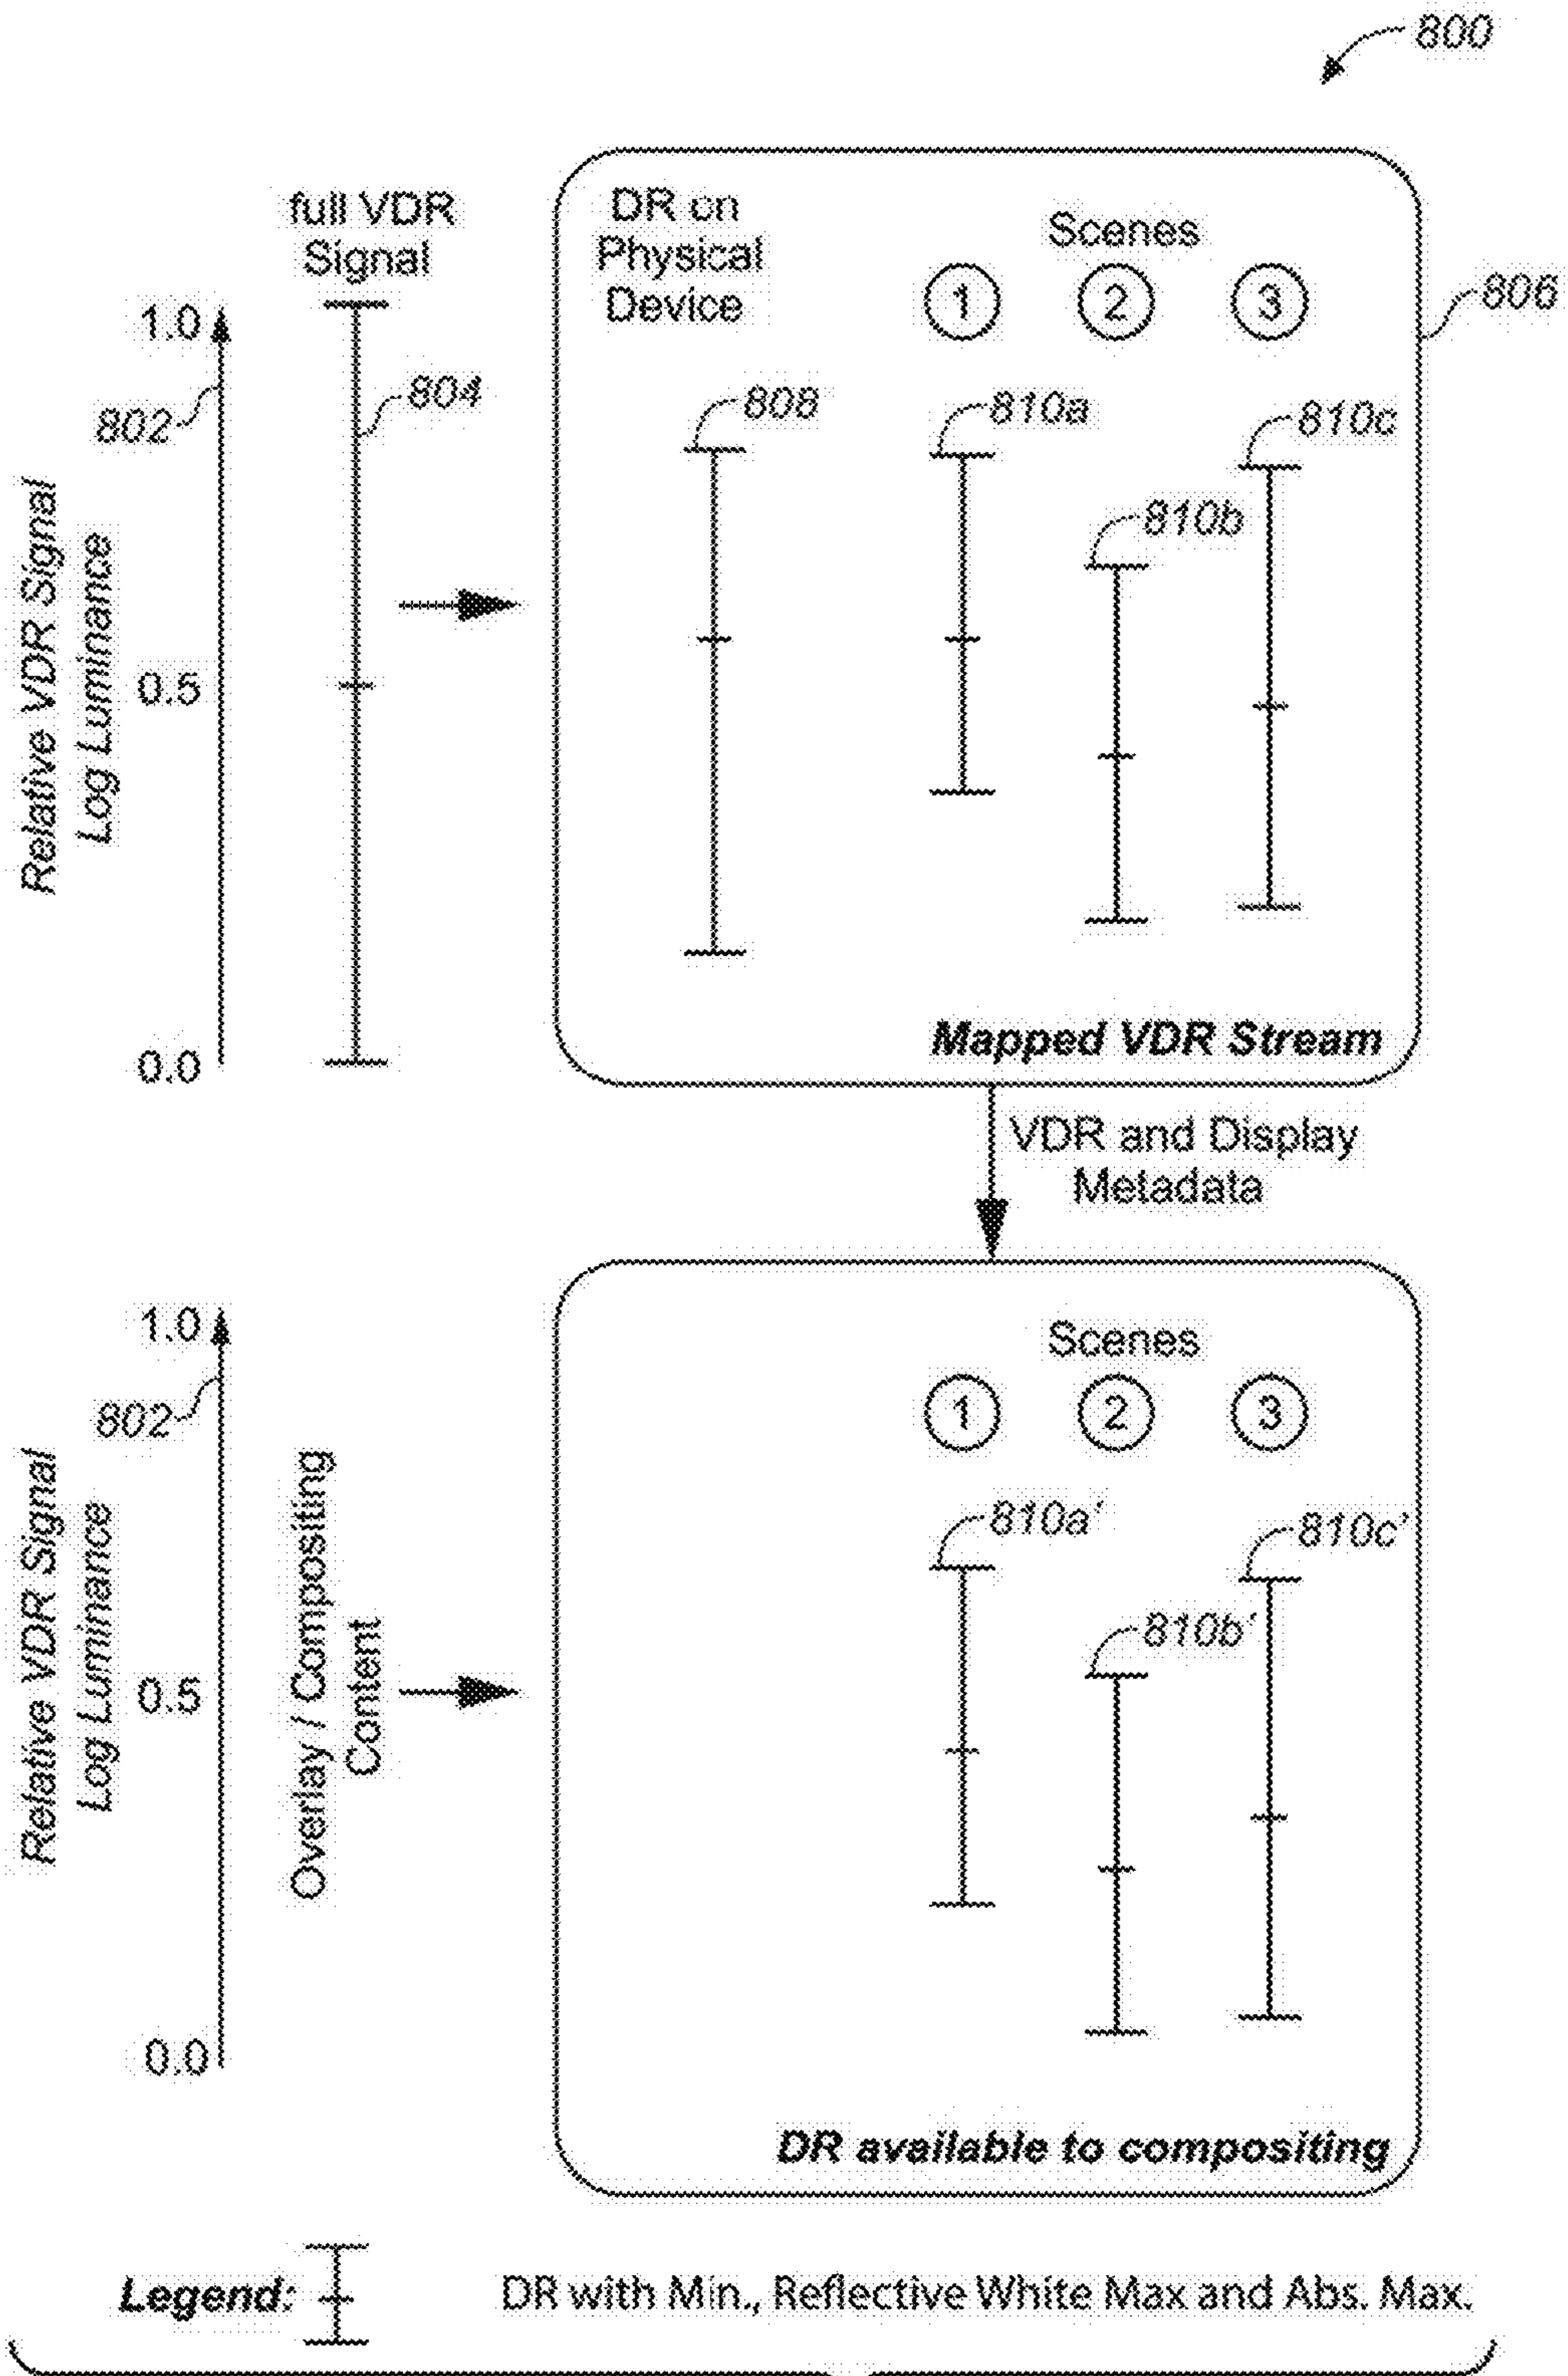 800
full VDR
Signal
DR on
Physical
Device
Scenes
1 2 3
806
1.0
802
804
808
810a
810b
810c
Relative VDR Signal
Log Luminance
0.5
0.0
Mapped VDR Stream
VDR and Display
Metadata
1.0
802
Scenes
1 2 3
810a'
810b'
810c'
Relative VDR Signal
Log Luminance
0.5
Overlay / Compositing
Content
0.0
DR available to compositing
Legend: DR with Min., Reflective White Max and Abs. Max.